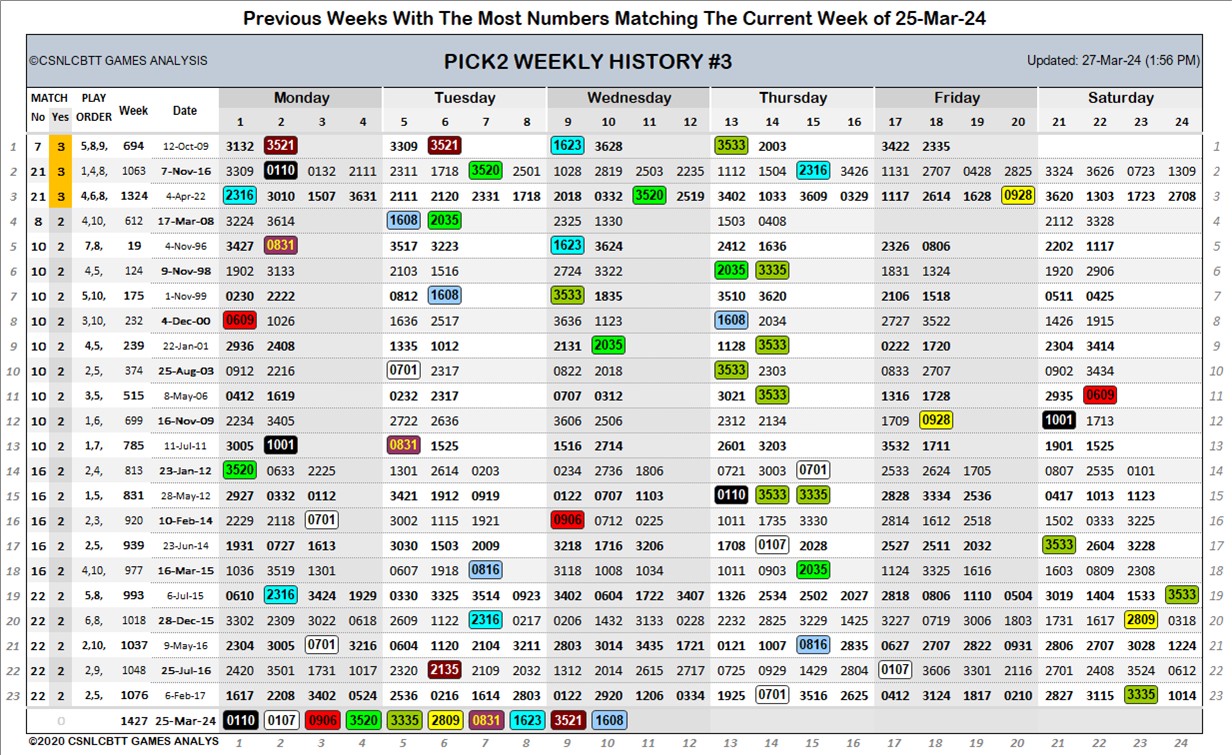 Previous Weeks With The Most Numbers Matching The Current Week of 25-Mar-24
©CSNLCBTT GAMES ANALYSIS PICK2 WEEKLY HISTORY #3 Updated: 27-Mar-24 (1:56 PM)
MATCH PLAY Week Date Monday Tuesday Wednesday Thursday Friday Saturday
No Yes ORDER 1 2 3 4 5 6 7 8 9 10 11 12 13 14 15 16 17 18 19 20 21 22 23 24
1 7 3 5,8,9, 694 12-Oct-09 3132 3521 3309 3521 1623 3628 3533 2003 3422 2335 1
2 21 3 1,4,8, 1063 7-Nov-16 3309 0110 0132 2111 2311 1718 3520 2501 1028 2819 2503 2235 1112 1504 2316 3426 1131 2707 0428 2825 3324 3626 0723 1309 2
3 21 3 4,6,8, 1324 4-Apr-22 2316 3010 1507 3631 2111 2120 2331 1718 2018 0332 3520 2519 3402 1033 3609 0329 1117 2614 1628 0928 3620 1303 1723 2708 3
4 8 2 4,10, 612 17-Mar-08 3224 3614 1608 2035 2325 1330 1503 0408 2112 3328 4
5 10 2 7,8, 19 4-Nov-96 3427 0831 3517 3223 1623 3624 2412 1636 2326 0806 2202 1117 5
6 10 2 4,5, 124 9-Nov-98 1902 3133 2103 1516 2724 3322 2035 3335 1831 1324 1920 2906 6
7 10 2 5,10, 175 1-Nov-99 0230 2222 0812 1608 3533 1835 3510 3620 2106 1518 0511 0425 7
8 10 2 3,10, 232 4-Dec-00 0609 1026 1636 2517 3636 1123 1608 2034 2727 3522 1426 1915 8
9 10 2 4,5, 239 22-Jan-01 2936 2408 1335 1012 2131 2035 1128 3533 0222 1720 2304 3414 9
10 10 2 2,5, 374 25-Aug-03 0912 2216 0701 2317 0822 2018 3533 2303 0833 2707 0902 3434 10
11 10 2 3,5, 515 8-May-06 0412 1619 0232 2317 0707 0312 3021 3533 1316 1728 2935 0609 11
12 10 2 1,6, 699 16-Nov-09 2234 3405 2722 2636 3606 2506 2312 2134 1709 0928 1001 1713 12
13 10 2 1,7, 785 11-Jul-11 3005 1001 0831 1525 1516 2714 2601 3203 3532 1711 1901 1525 13
14 16 2 2,4, 813 23-Jan-12 3520 0633 2225 1301 2614 0203 0234 2736 1806 0721 3003 0701 2533 2624 1705 0807 2535 0101 14
15 16 2 1,5, 831 28-May-12 2927 0332 0112 3421 1912 0919 0122 0707 1103 0110 3533 3335 2828 3334 2536 0417 1013 1123 15
16 16 2 2,3, 920 10-Feb-14 2229 2118 0701 3002 1115 1921 0906 0712 0225 1011 1735 3330 2814 1612 2518 1502 0333 3225 16
17 16 2 2,5, 939 23-Jun-14 1931 0727 1613 3030 1503 2009 3218 1716 3206 1708 0107 2028 2527 2511 2032 3533 2604 3228 17
18 16 2 4,10, 977 16-Mar-15 1036 3519 1301 0607 1918 0816 1118 1008 1034 1011 0903 2035 1124 3325 1616 1603 0809 2308 18
19 22 2 5,8, 993 6-Jul-15 0610 2316 3424 1929 0330 3325 3514 0923 3402 0604 1722 3407 1326 2534 2502 2027 2818 0806 1110 0504 3019 1404 1533 3533 19
20 22 2 6,8, 1018 28-Dec-15 3302 2309 3022 0618 2609 1122 2316 0217 0206 1432 3133 0228 2032 2835 3229 1425 3227 0719 3006 1803 1731 1617 2809 0318 20
21 22 2 2,10, 1037 9-May-16 2304 3005 0701 3216 0604 1120 2104 3211 2803 3014 3435 1721 0121 1007 0816 2835 0627 2707 2822 0931 2806 2707 3028 1224 21
22 22 2 2,9, 1048 25-Jul-16 2420 3501 1731 1017 2320 2135 2109 2032 1312 2014 2615 2717 0725 0929 1429 2804 0107 3606 3301 2116 2701 2408 3524 0612 22
23 22 2 2,5, 1076 6-Feb-17 1617 2208 3402 0524 2536 0216 1614 2803 0122 2920 1206 0334 1925 0701 3516 2625 0412 3124 1817 0210 2827 3115 3335 1014 23
0 1427 25-Mar-24 0110 0107 0906 3520 3335 2809 0831 1623 3521 1608
©2020 CSNLCBTT GAMES ANALYS 1 2 3 4 5 6 7 8 9 10 11 12 13 14 15 16 17 18 19 20 21 22 23 24